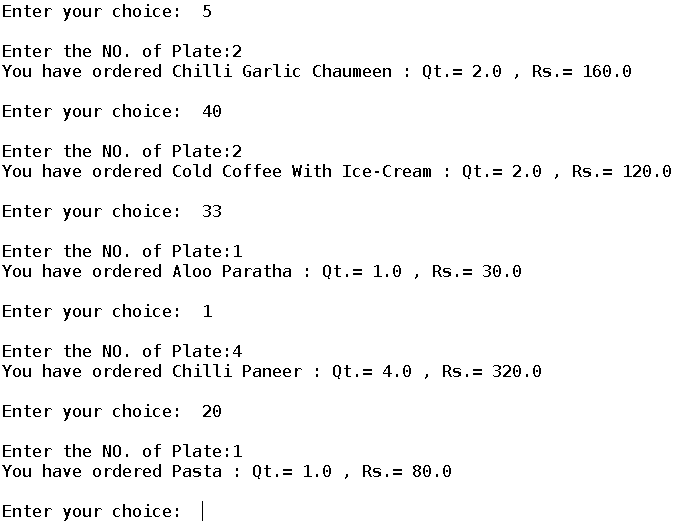 Enter your choice:  5
Enter the NO. of Plate:2
You have ordered Chilli Garlic Chaumeen : Qt.= 2.0 , Rs.= 160.0
Enter your choice:  40
Enter the NO. of Plate:2
You have ordered Cold Coffee With Ice-Cream : Qt.= 2.0 , Rs.= 120.0
Enter your choice:  33
Enter the NO. of Plate:1
You have ordered Aloo Paratha : Qt.= 1.0 , Rs.= 30.0
Enter your choice:  1
Enter the NO. of Plate:4
You have ordered Chilli Paneer : Qt.= 4.0 , Rs.= 320.0
Enter your choice:  20
Enter the NO. of Plate:1
You have ordered Pasta : Qt.= 1.0 , Rs.= 80.0
Enter your choice: